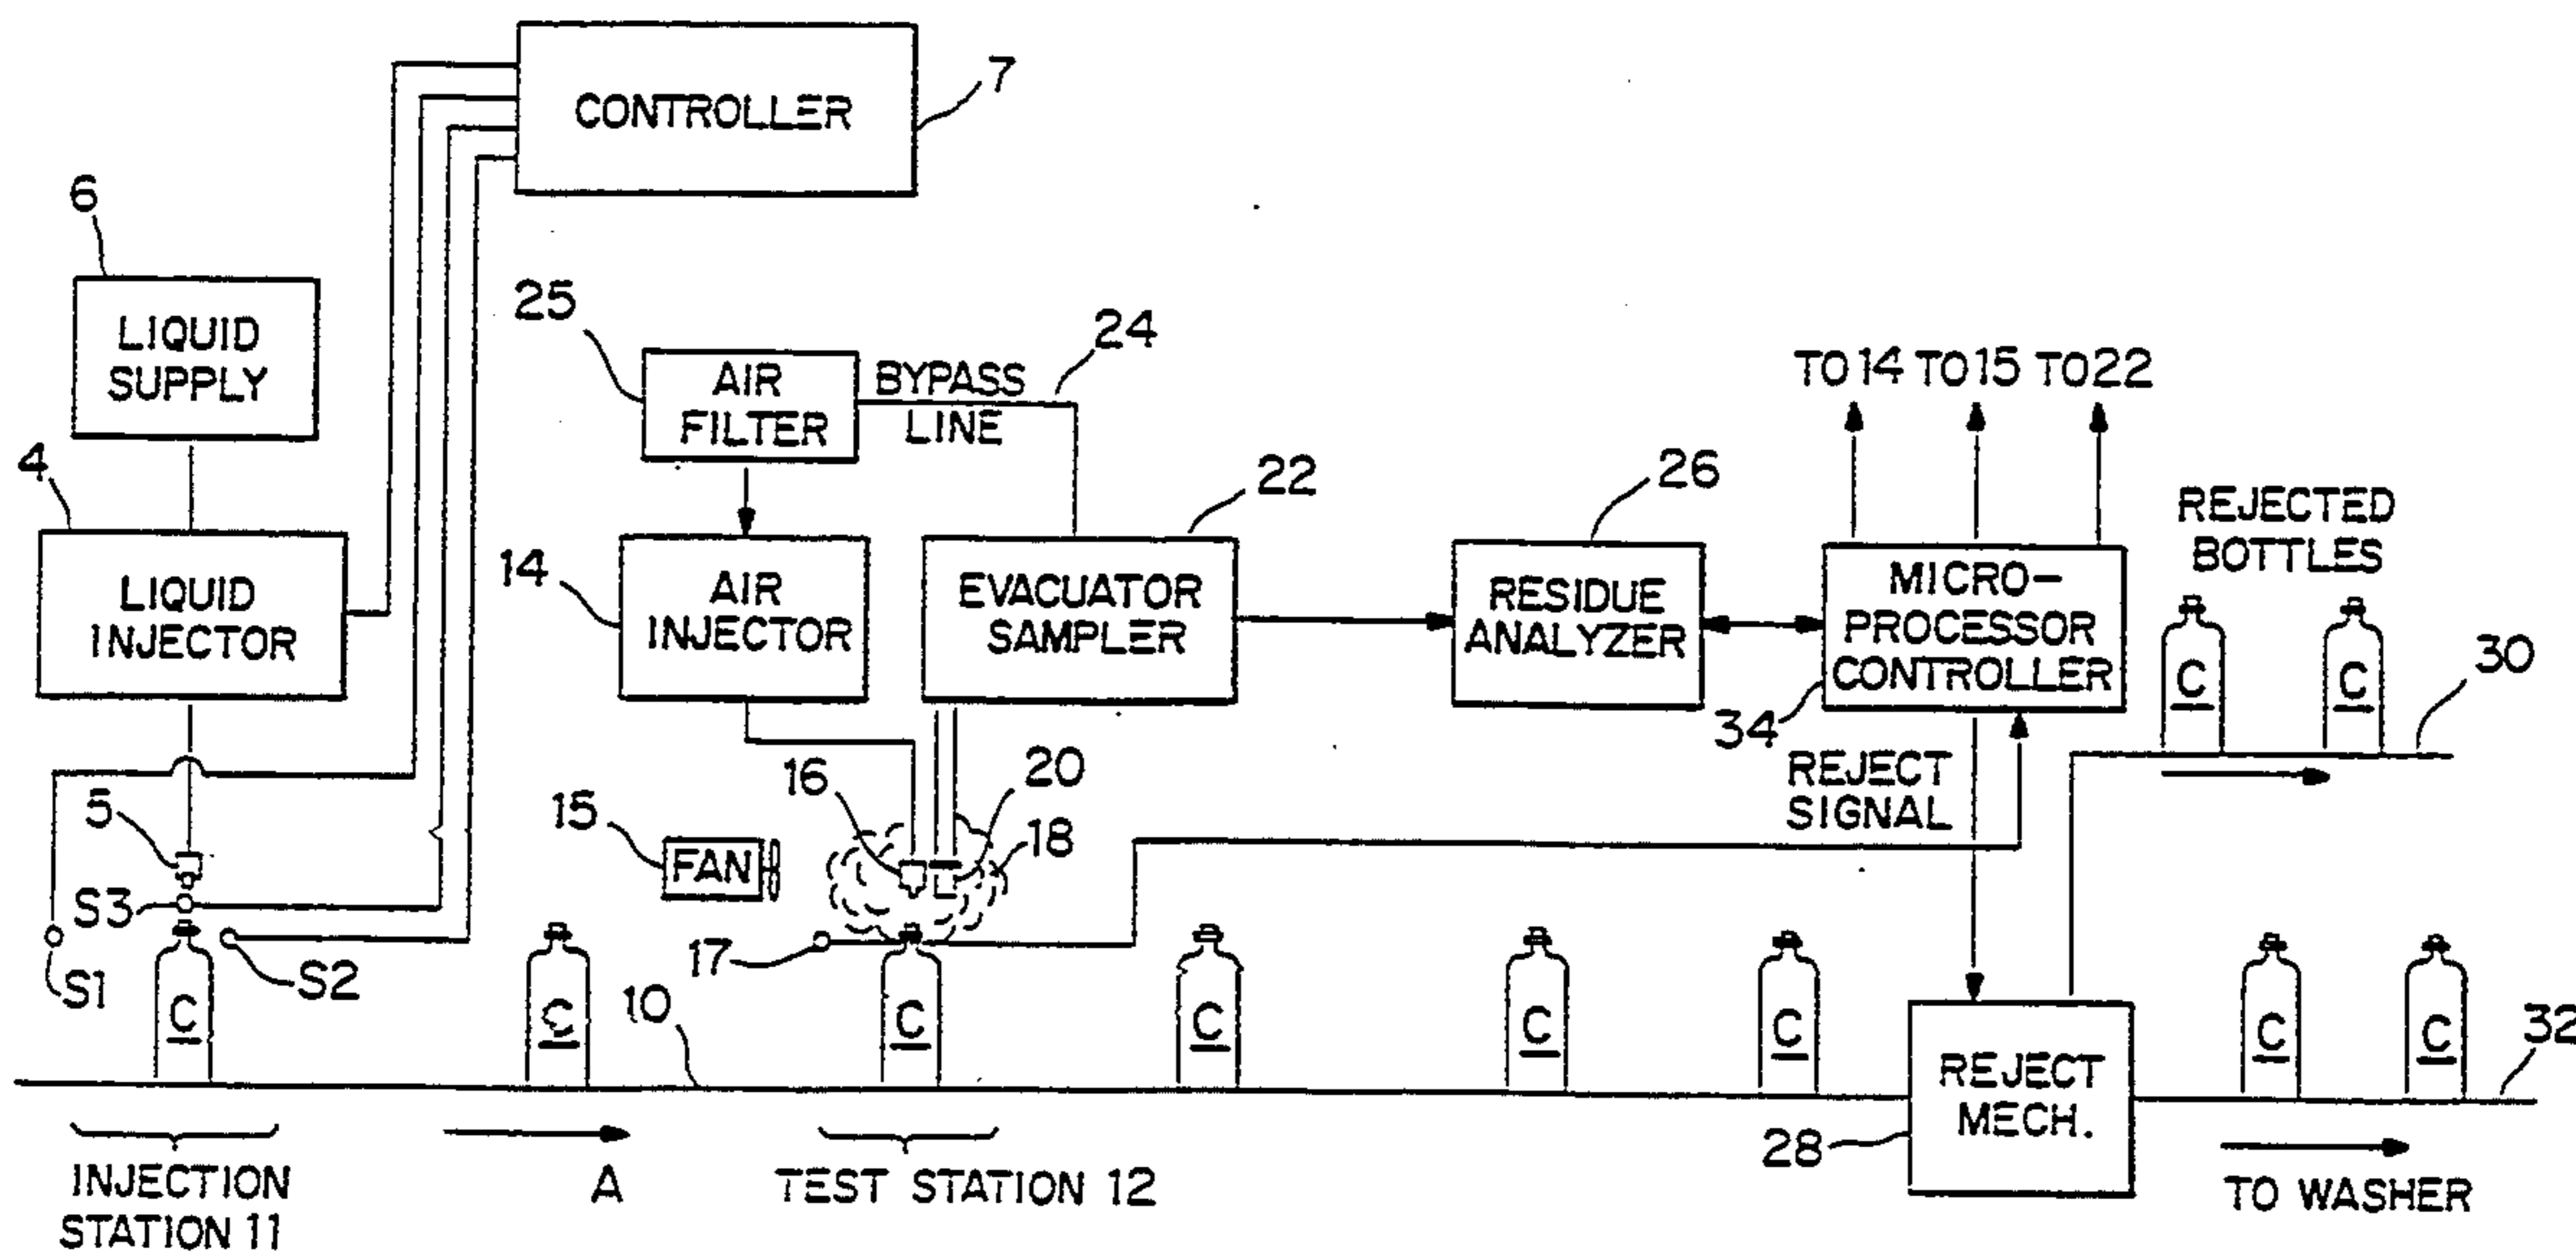 CONTROLLER
7
6
LIQUID
SUPPLY
4
LIQUID
INJECTOR
5
S3
S1
S2
25
AIR
FILTER
BYPASS
LINE
24
14
AIR
INJECTOR
22
EVACUATOR
SAMPLER
26
RESIDUE
ANALYZER
TO 14 TO 15 TO 22
MICRO-
PROCESSOR
CONTROLLER
34
REJECTED
BOTTLES
C C
30
REJECT
SIGNAL
15
FAN
16
20
18
17
10
C C C C C C C C
32
REJECT
MECH.
28
INJECTION
STATION 11
A
TEST STATION 12
TO WASHER